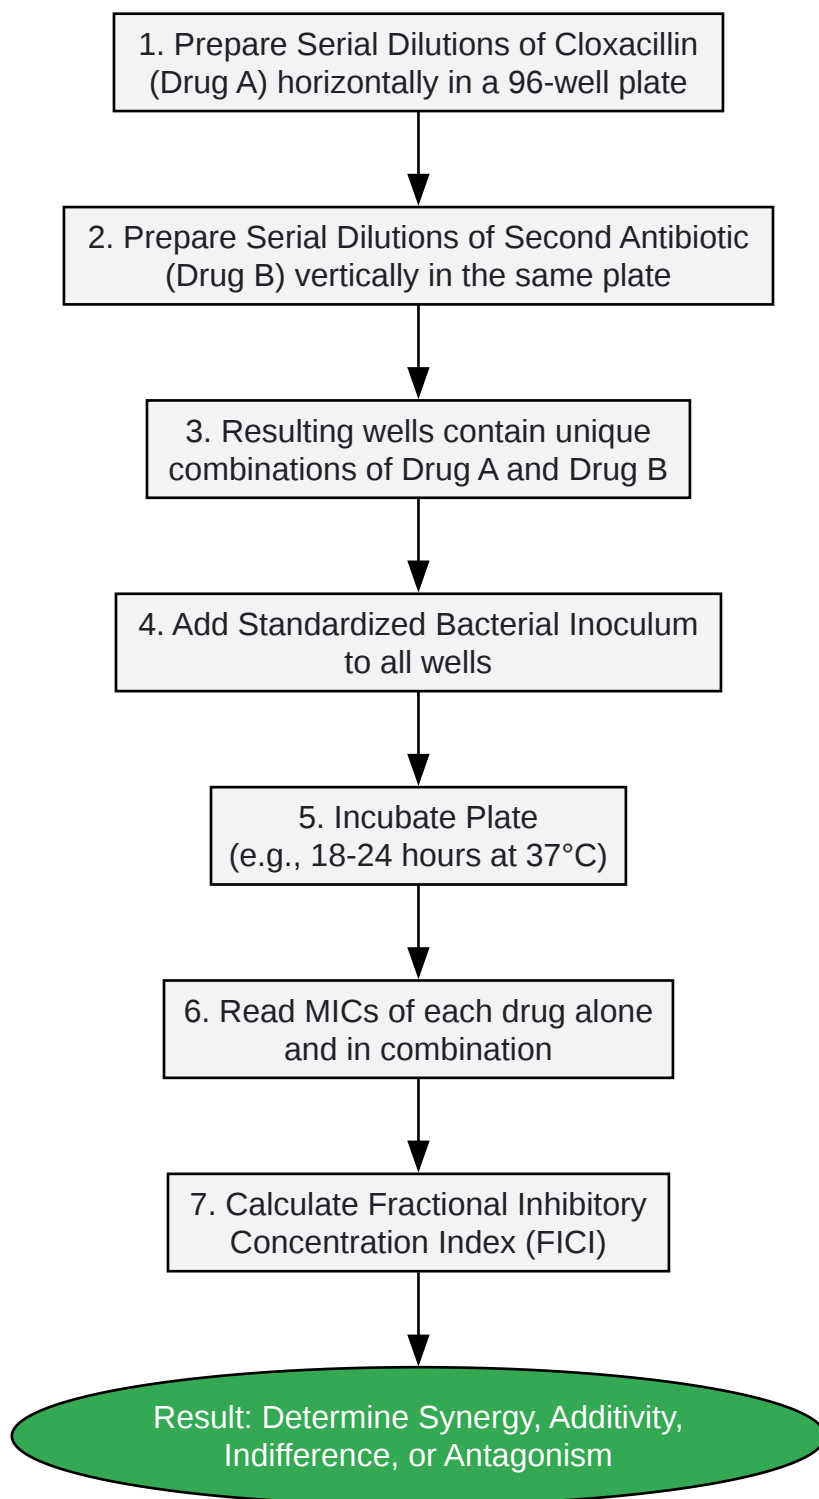 1. Prepare Serial Dilutions of Cloxacillin
(Drug A) horizontally in a 96-well plate
2. Prepare Serial Dilutions of Second Antibiotic
(Drug B) vertically in the same plate
3. Resulting wells contain unique
combinations of Drug A and Drug B
4. Add Standardized Bacterial Inoculum
to all wells
5. Incubate Plate
(e.g., 18-24 hours at 37°C)
6. Read MICs of each drug alone
and in combination
7. Calculate Fractional Inhibitory
Concentration Index (FICI)
Result: Determine Synergy, Additivity,
Indifference, or Antagonism